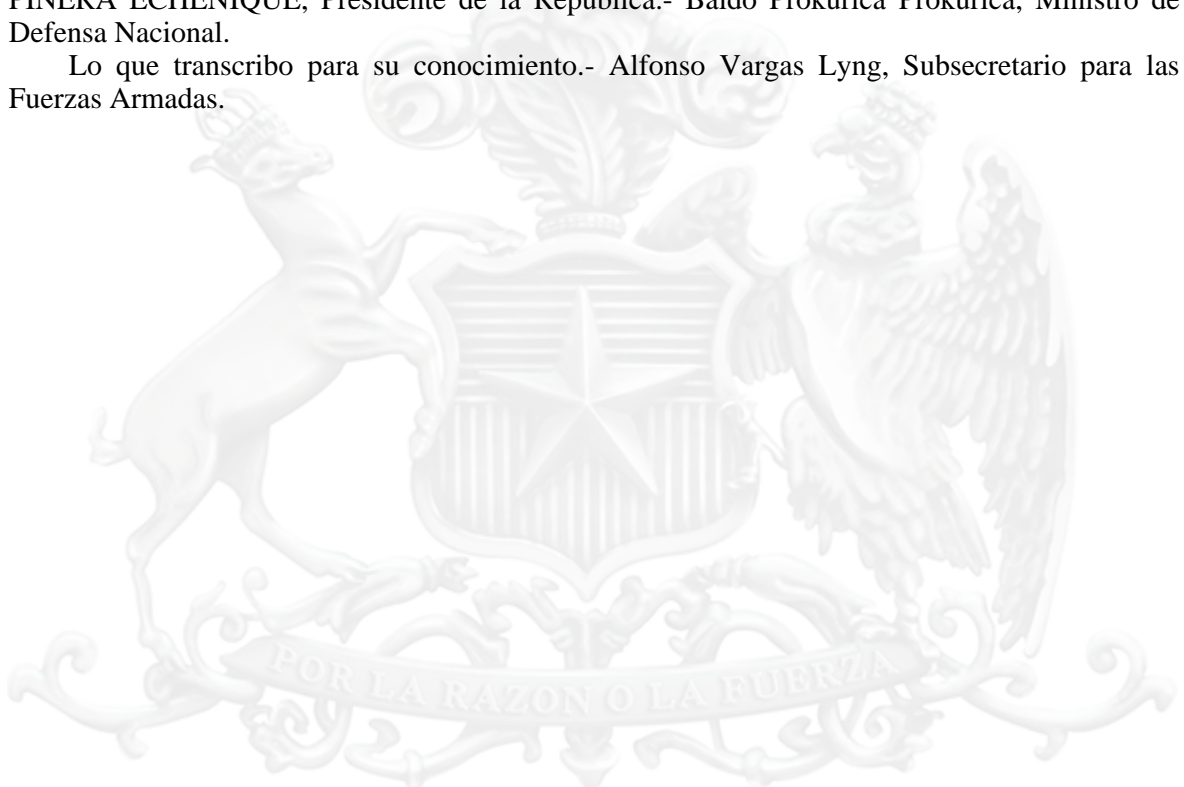 PIÑERA ECHENIQUE, Presidente de la República.- Baldo Prokurica Prokurica, Ministro de
Defensa Nacional.
Lo que transcribo para su conocimiento.- Alfonso Vargas Lyng, Subsecretario para las
Fuerzas Armadas.
POR LA RAZON O LA FUERZA